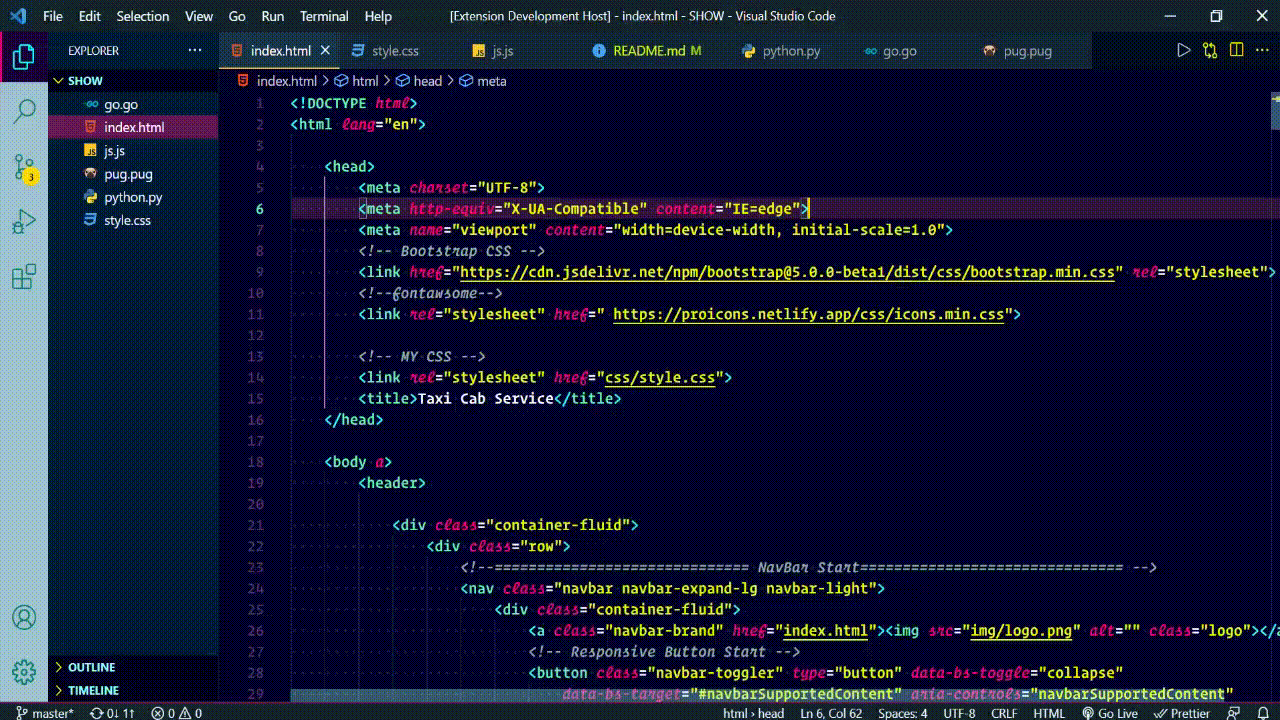 File Edit Selection View Go Run Terminal Help [Extension Development Host] - index.html - SHOW - Visual Studio Code
EXPLORER ···
index.html style.css js.js README.md M python.py go.go pug.pug
SHOW
index.html > html > head > meta
go.go
index.html
js.js
pug.pug
python.py
style.css
3
OUTLINE
TIMELINE
1 <!DOCTYPE html>
2 <html lang="en">
3
4 <head>
5 <meta charset="UTF-8">
6 <meta http-equiv="X-UA-Compatible" content="IE=edge">
7 <meta name="viewport" content="width=device-width, initial-scale=1.0">
8 <!-- Bootstrap CSS -->
9 <link href="https://cdn.jsdelivr.net/npm/bootstrap@5.0.0-beta1/dist/css/bootstrap.min.css" rel="stylesheet">
10 <!--fontawsome-->
11 <link rel="stylesheet" href=" https://proicons.netlify.app/css/icons.min.css">
12
13 <!-- MY CSS -->
14 <link rel="stylesheet" href="css/style.css">
15 <title>Taxi Cab Service</title>
16 </head>
17
18 <body a>
19 <header>
20
21 <div class="container-fluid">
22 <div class="row">
23 <!--============================ NavBar Start=============================== -->
24 <nav class="navbar navbar-expand-lg navbar-light">
25 <div class="container-fluid">
26 <a class="navbar-brand" href="index.html"><img src="img/logo.png" alt="" class="logo"></a
27 <!-- Responsive Button Start -->
28 <button class="navbar-toggler" type="button" data-bs-toggle="collapse"
29 data-bs-target="#navbarSupportedContent" aria-controls="navbarSupportedContent"
master* 0↓ 1↑ 0 0 html > head Ln 6, Col 62 Spaces: 4 UTF-8 CRLF HTML Go Live Prettier